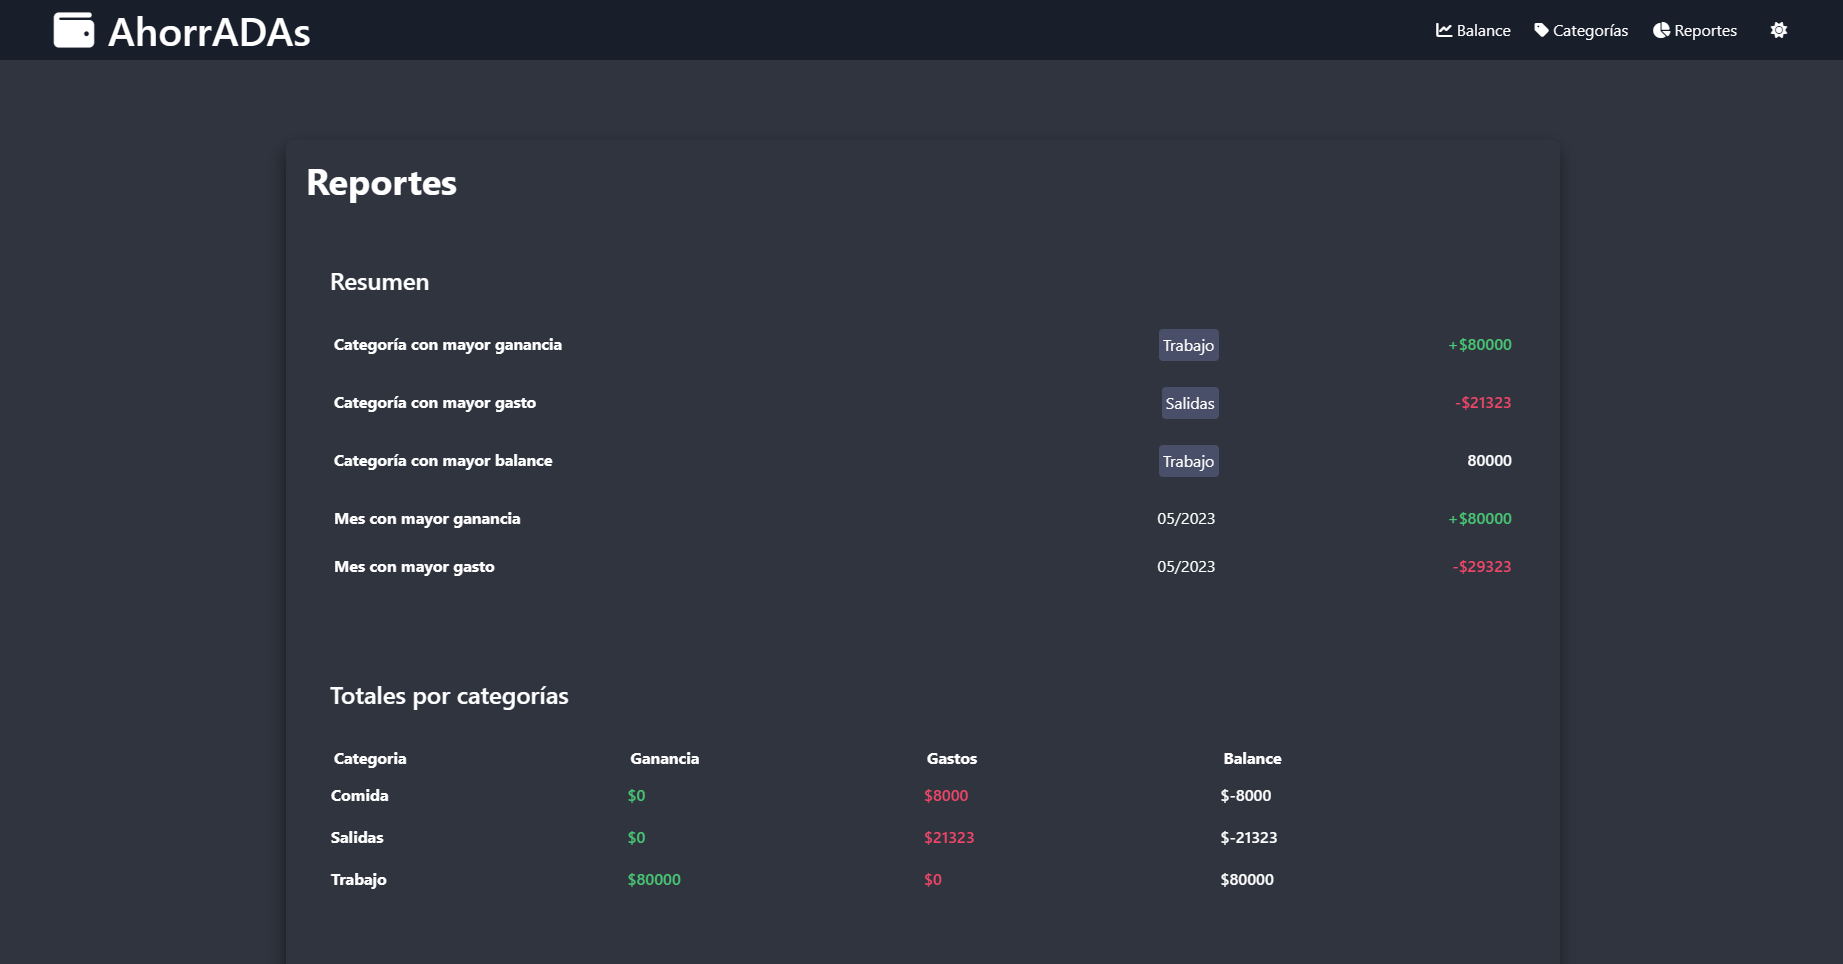 AhorrADAs
Balance Categorías Reportes
Reportes
Resumen
Categoría con mayor ganancia Trabajo +$80000
Categoría con mayor gasto Salidas -$21323
Categoría con mayor balance Trabajo 80000
Mes con mayor ganancia 05/2023 +$80000
Mes con mayor gasto 05/2023 -$29323
Totales por categorías
Categoria Ganancia Gastos Balance
Comida $0 $8000 $-8000
Salidas $0 $21323 $-21323
Trabajo $80000 $0 $80000